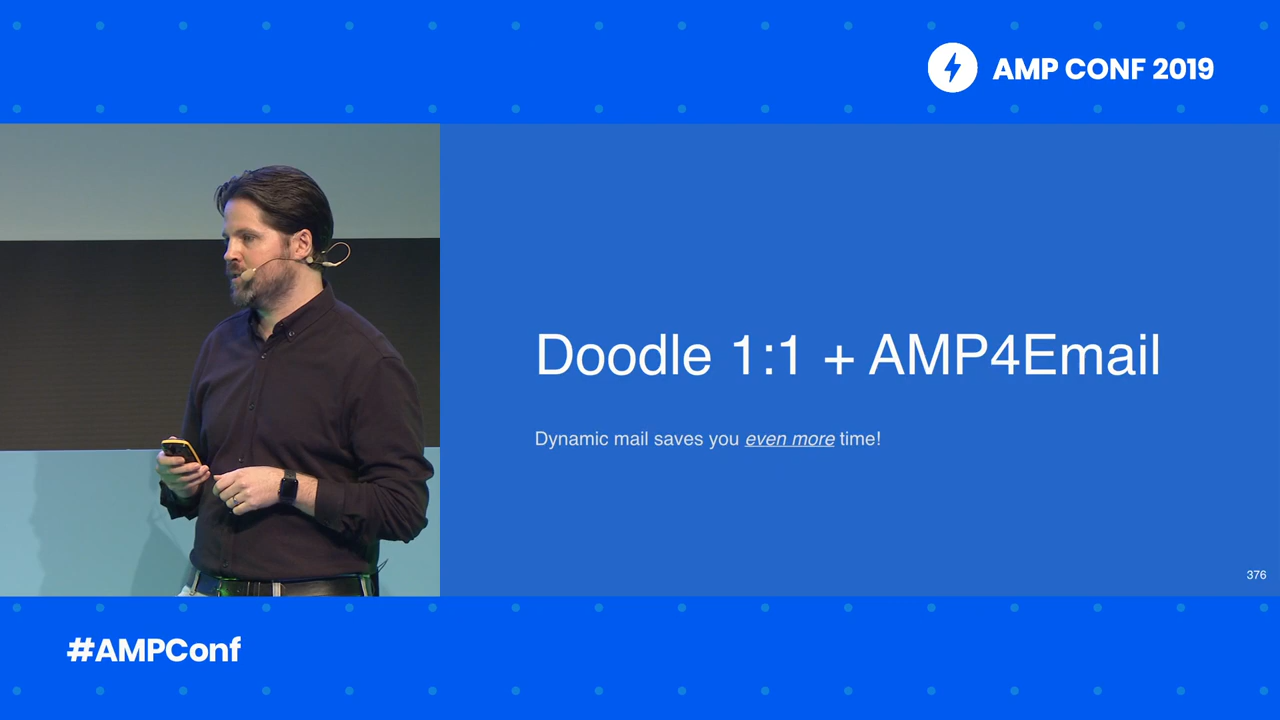 AMP CONF 2019
Doodle 1:1 + AMP4Email
Dynamic mail saves you even more time!
376
#AMPConf